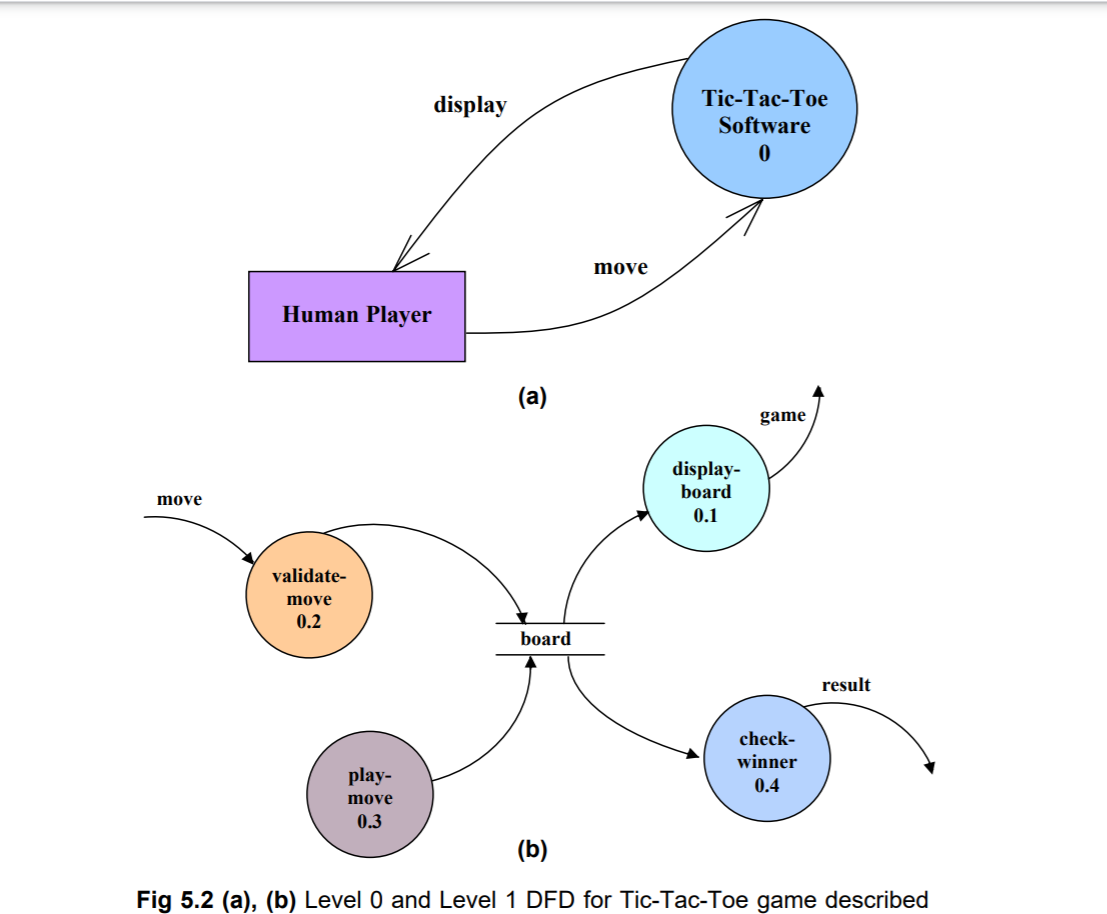 display
Tic-Tac-Toe
Software
0
move
Human Player
(a)
game
display-
board
0.1
move
validate-
move
0.2
board
result
check-
winner
0.4
play-
move
0.3
(b)
Fig 5.2 (a), (b) Level 0 and Level 1 DFD for Tic-Tac-Toe game described